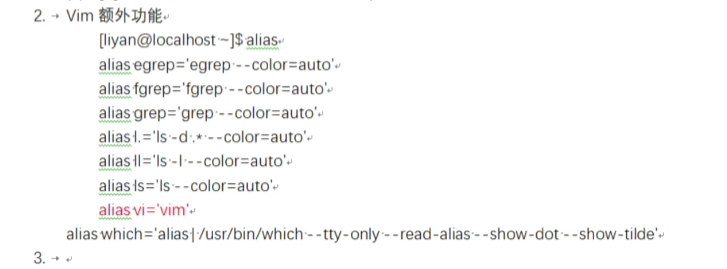 2. Vim 额外功能
[liyan@localhost ~]$ alias
alias egrep='egrep --color=auto'
alias fgrep='fgrep --color=auto'
alias grep='grep --color=auto'
alias l.='ls -d .* --color=auto'
alias ll='ls -l --color=auto'
alias ls='ls --color=auto'
alias vi='vim'
alias which='alias | /usr/bin/which --tty-only --read-alias --show-dot --show-tilde'
3.